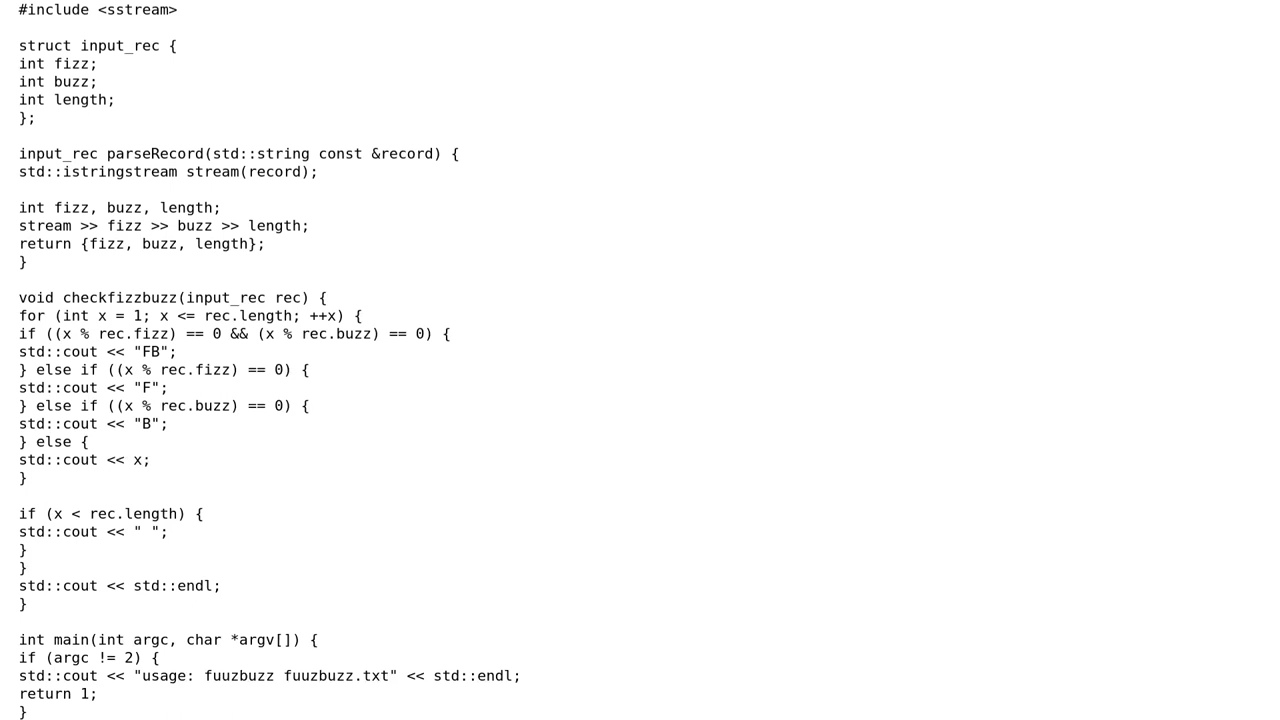 #include <sstream>
struct input_rec {
int fizz;
int buzz;
int length;
};
input_rec parseRecord(std::string const &record) {
std::istringstream stream(record);
int fizz, buzz, length;
stream >> fizz >> buzz >> length;
return {fizz, buzz, length};
}
void checkfizzbuzz(input_rec rec) {
for (int x = 1; x <= rec.length; ++x) {
if ((x % rec.fizz) == 0 && (x % rec.buzz) == 0) {
std::cout << "FB";
} else if ((x % rec.fizz) == 0) {
std::cout << "F";
} else if ((x % rec.buzz) == 0) {
std::cout << "B";
} else {
std::cout << x;
}
if (x < rec.length) {
std::cout << " ";
}
}
std::cout << std::endl;
}
int main(int argc, char *argv[]) {
if (argc != 2) {
std::cout << "usage: fuuzbuzz fuuzbuzz.txt" << std::endl;
return 1;
}